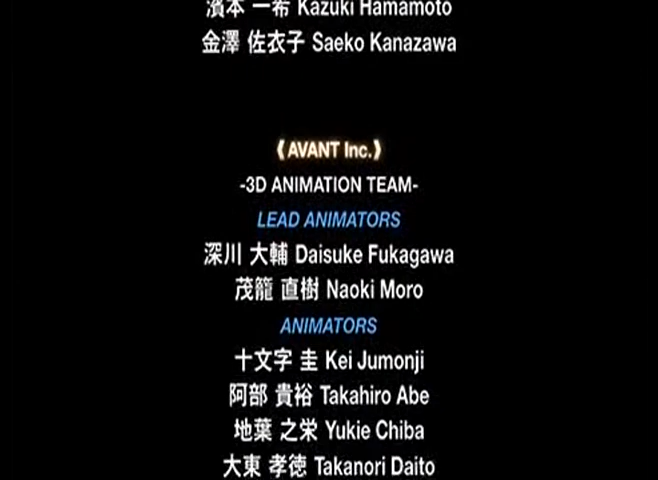 濱本 一希 Kazuki Hamamoto
金澤 佐衣子 Saeko Kanazawa
《AVANT Inc.》
-3D ANIMATION TEAM-
LEAD ANIMATORS
深川 大輔 Daisuke Fukagawa
茂籠 直樹 Naoki Moro
ANIMATORS
十文字 圭 Kei Jumonji
阿部 貴裕 Takahiro Abe
地葉 之栄 Yukie Chiba
大東 孝徳 Takanori Daito